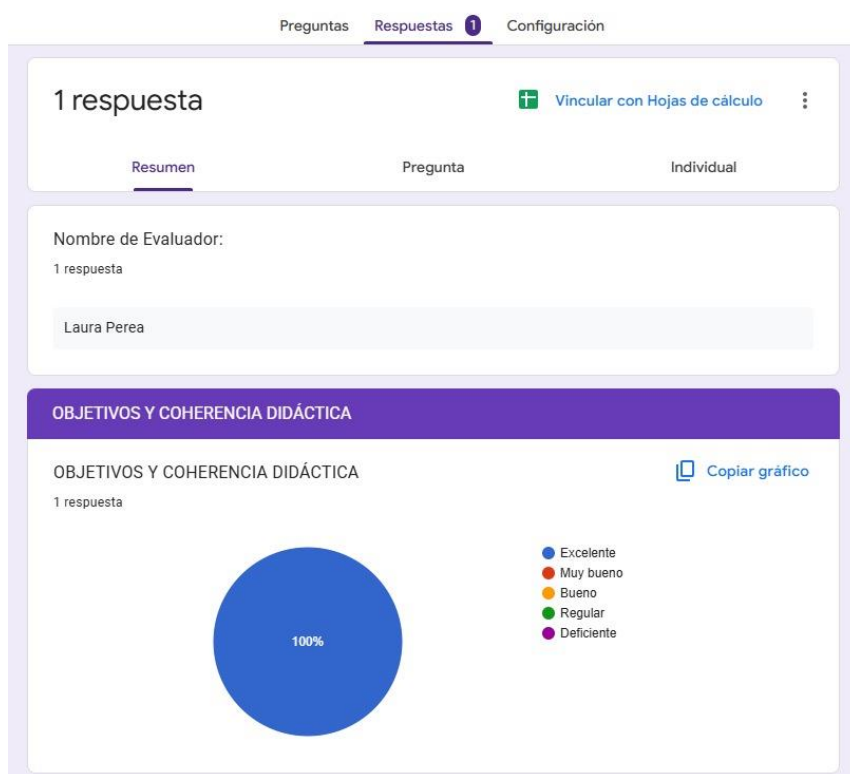 Preguntas Respuestas 1 Configuración
1 respuesta
Vincular con Hojas de cálculo
Resumen Pregunta Individual
Nombre de Evaluador:
1 respuesta
Laura Perea
OBJETIVOS Y COHERENCIA DIDÁCTICA
OBJETIVOS Y COHERENCIA DIDÁCTICA
Copiar gráfico
1 respuesta
100%
Excelente
Muy bueno
Bueno
Regular
Deficiente